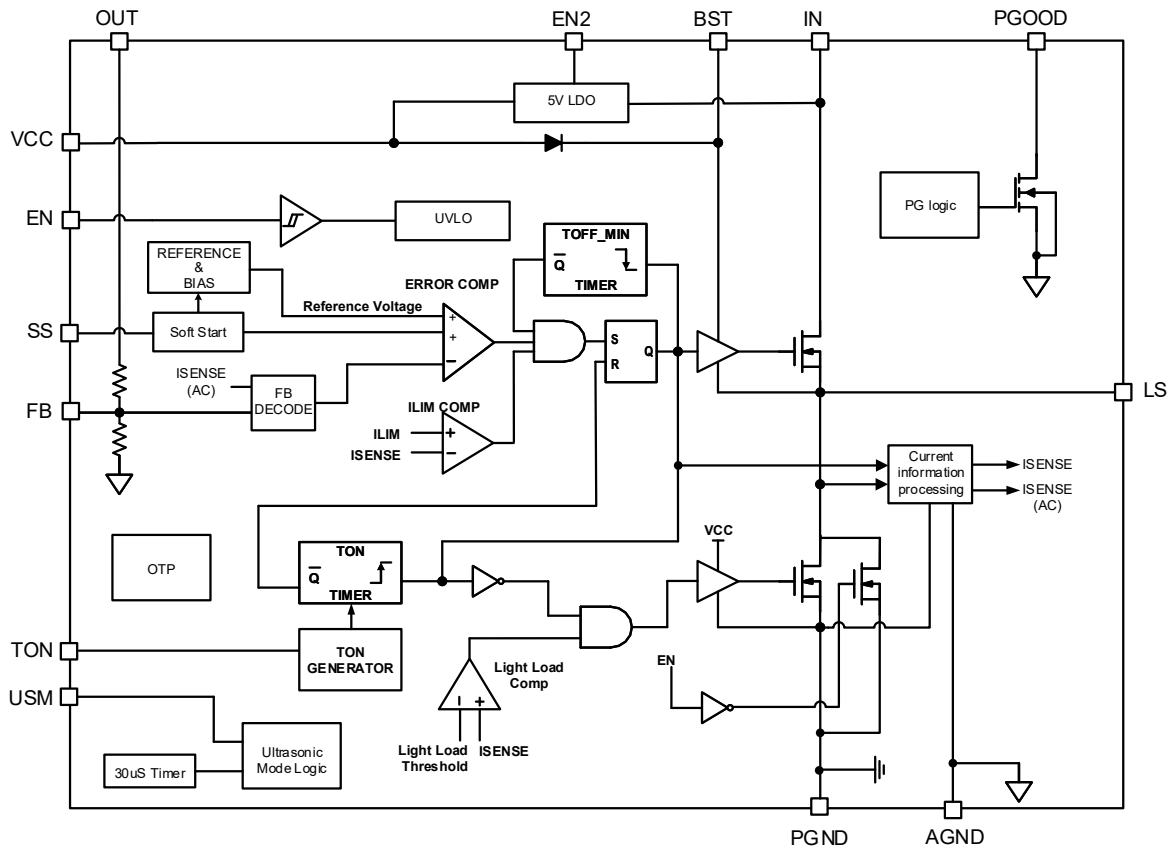 OUT
EN2
BST
IN
PGOOD
5V LDO
VCC
PG logic
EN
UVLO
TOFF_MIN
Q
TIMER
REFERENCE
&
BIAS
ERROR COMP
Reference Voltage
+
+
−
SS
Soft Start
S
R
Q
ISENSE
(AC)
FB
DECODE
FB
LS
ILIM COMP
ILIM
+
ISENSE
−
Current
information
processing
ISENSE
ISENSE
(AC)
VCC
TON
Q
TIMER
OTP
TON
TON
GENERATOR
Light Load
Comp
EN
USM
− +
Light Load
Threshold
ISENSE
Ultrasonic
Mode Logic
30uS Timer
PGND
AGND